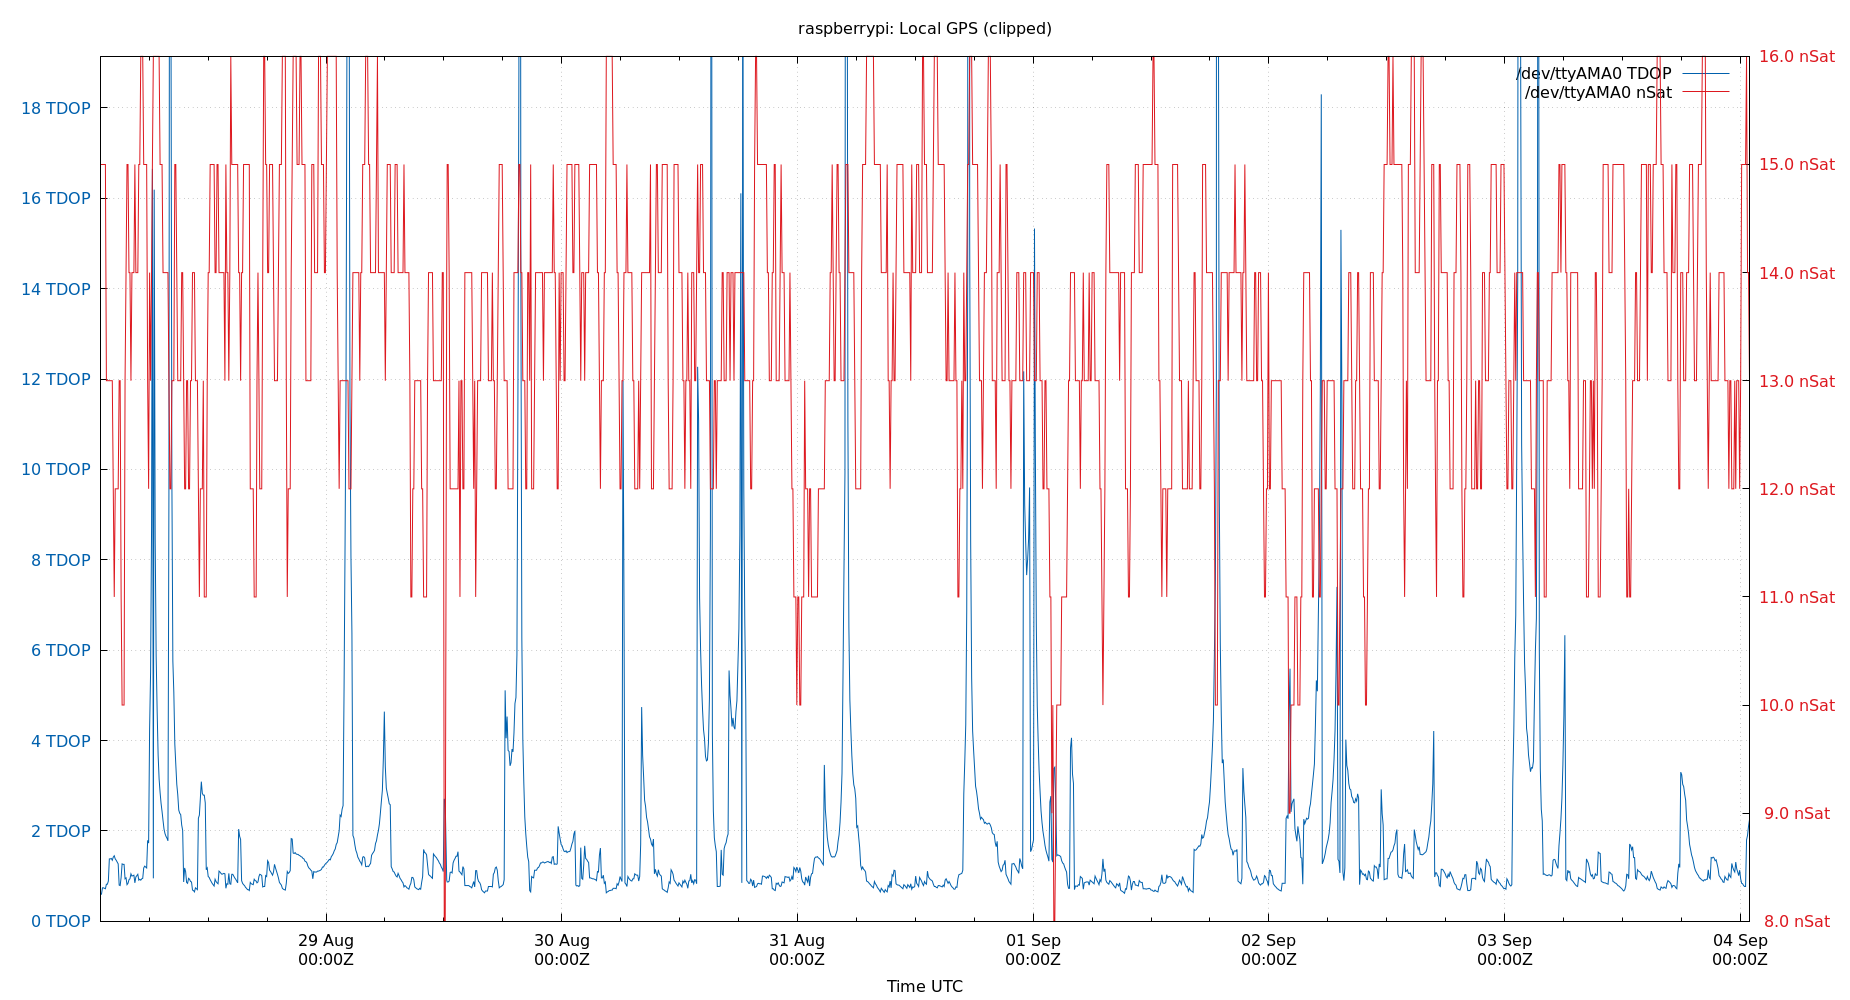 raspberrypi: Local GPS (clipped)
/dev/ttyAMA0 TDOP
/dev/ttyAMA0 nSat
18 TDOP
16 TDOP
14 TDOP
12 TDOP
10 TDOP
8 TDOP
6 TDOP
4 TDOP
2 TDOP
0 TDOP
16.0 nSat
15.0 nSat
14.0 nSat
13.0 nSat
12.0 nSat
11.0 nSat
10.0 nSat
9.0 nSat
8.0 nSat
29 Aug 30 Aug 31 Aug 01 Sep 02 Sep 03 Sep 04 Sep
00:00Z 00:00Z 00:00Z 00:00Z 00:00Z 00:00Z 00:00Z
Time UTC